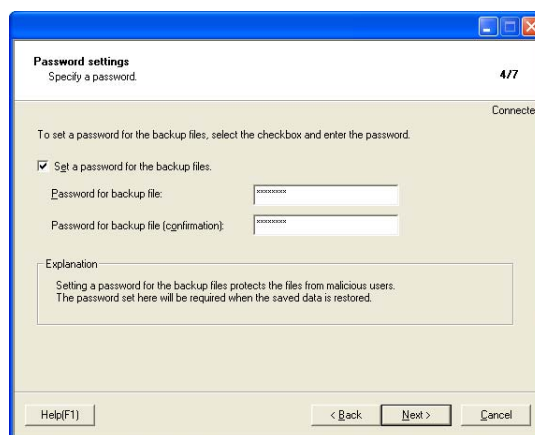 Password settings
Specify a password.
4/7
Connecte
To set a password for the backup files, select the checkbox and enter the password.
Set a password for the backup files.
Password for backup file:
xxxxxxxx
Password for backup file (confirmation):
xxxxxxxx
Explanation
Setting a password for the backup files protects the files from malicious users.
The password set here will be required when the saved data is restored.
Help(F1)
< Back
Next >
Cancel